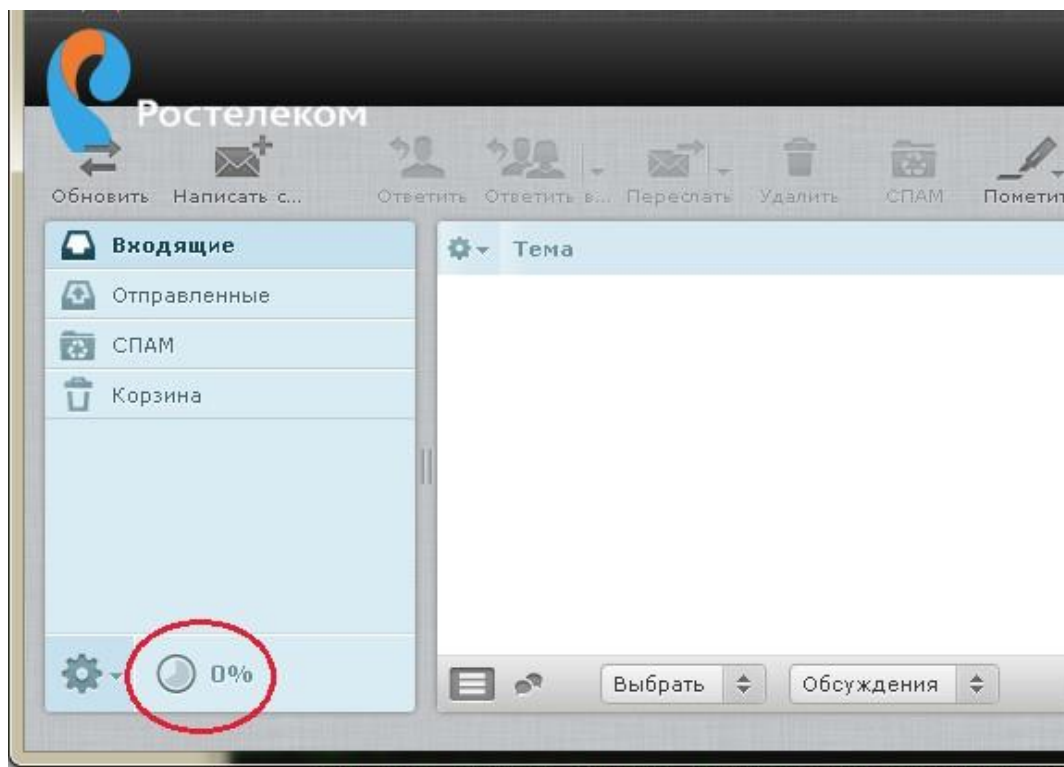 Ростелеком
Обновить Написать с... Ответить Ответить в... Переслать Удалить СПАМ Пометит
Входящие
Тема
Отправленные
СПАМ
Корзина
0%
Выбрать Обсуждения